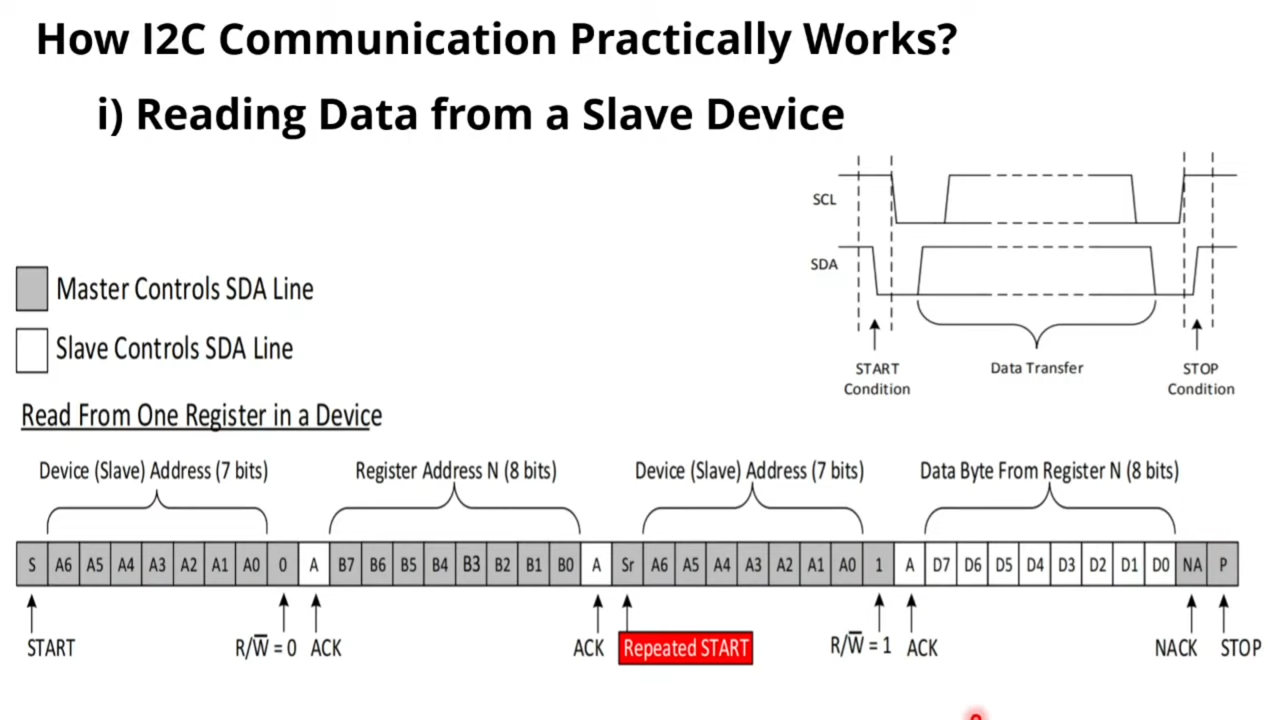 How I2C Communication Practically Works?
i) Reading Data from a Slave Device
SCL
SDA
START
Condition
Data Transfer
STOP
Condition
Master Controls SDA Line
Slave Controls SDA Line
Read From One Register in a Device
Device (Slave) Address (7 bits) Register Address N (8 bits) Device (Slave) Address (7 bits) Data Byte From Register N (8 bits)
S A6 A5 A4 A3 A2 A1 A0 0 A B7 B6 B5 B4 B3 B2 B1 B0 A Sr A6 A5 A4 A3 A2 A1 A0 1 A D7 D6 D5 D4 D3 D2 D1 D0 NA P
START R/W̅ = 0 ACK ACK Repeated START R/W̅ = 1 ACK NACK STOP